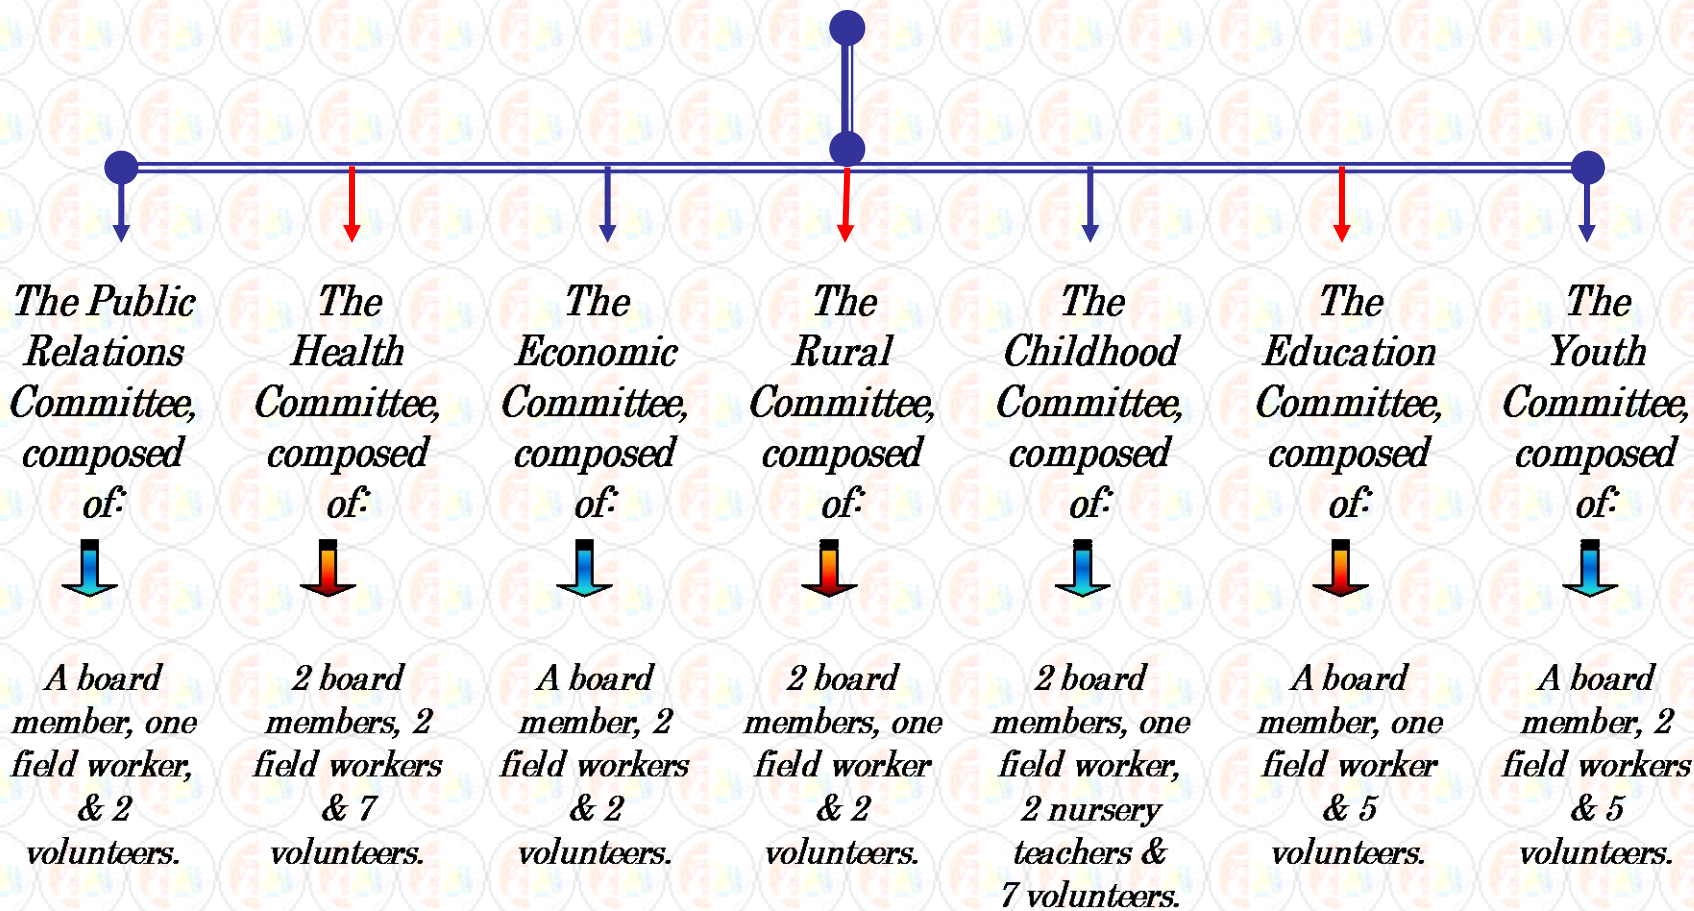 The Public
Relations
Committee,
composed
of:
A board
member, one
field worker,
& 2
volunteers.
The
Health
Committee,
composed
of:
2 board
members, 2
field workers
& 7
volunteers.
The
Economic
Committee,
composed
of:
A board
member, 2
field workers
& 2
volunteers.
The
Rural
Committee,
composed
of:
2 board
members, one
field worker
& 2
volunteers.
The
Childhood
Committee,
composed
of:
2 board
members, one
field worker,
2 nursery
teachers &
7 volunteers.
The
Education
Committee,
composed
of:
A board
member, one
field worker
& 5
volunteers.
The
Youth
Committee,
composed
of:
A board
member, 2
field workers
& 5
volunteers.